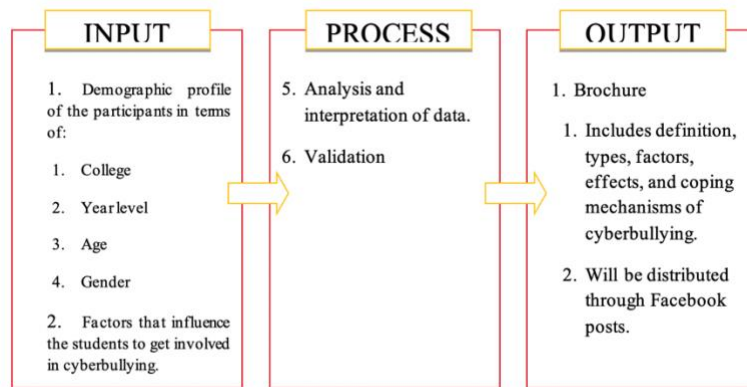 INPUT
1. Demographic profile
of the participants in terms
of:
1. College
2. Year level
3. Age
4. Gender
2. Factors that influence
the students to get involved
in cyberbullying.
PROCESS
5. Analysis and
interpretation of data.
6. Validation
OUTPUT
1. Brochure
1. Includes definition,
types, factors,
effects, and coping
mechanisms of
cyberbullying.
2. Will be distributed
through Facebook
posts.